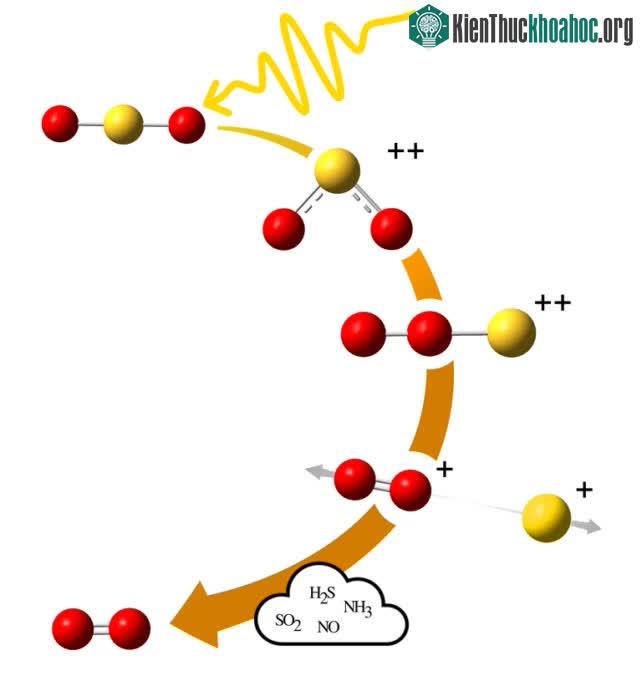 KienThuckhoahoc.org
++
++
+
+
H2S
NH3
SO2
NO